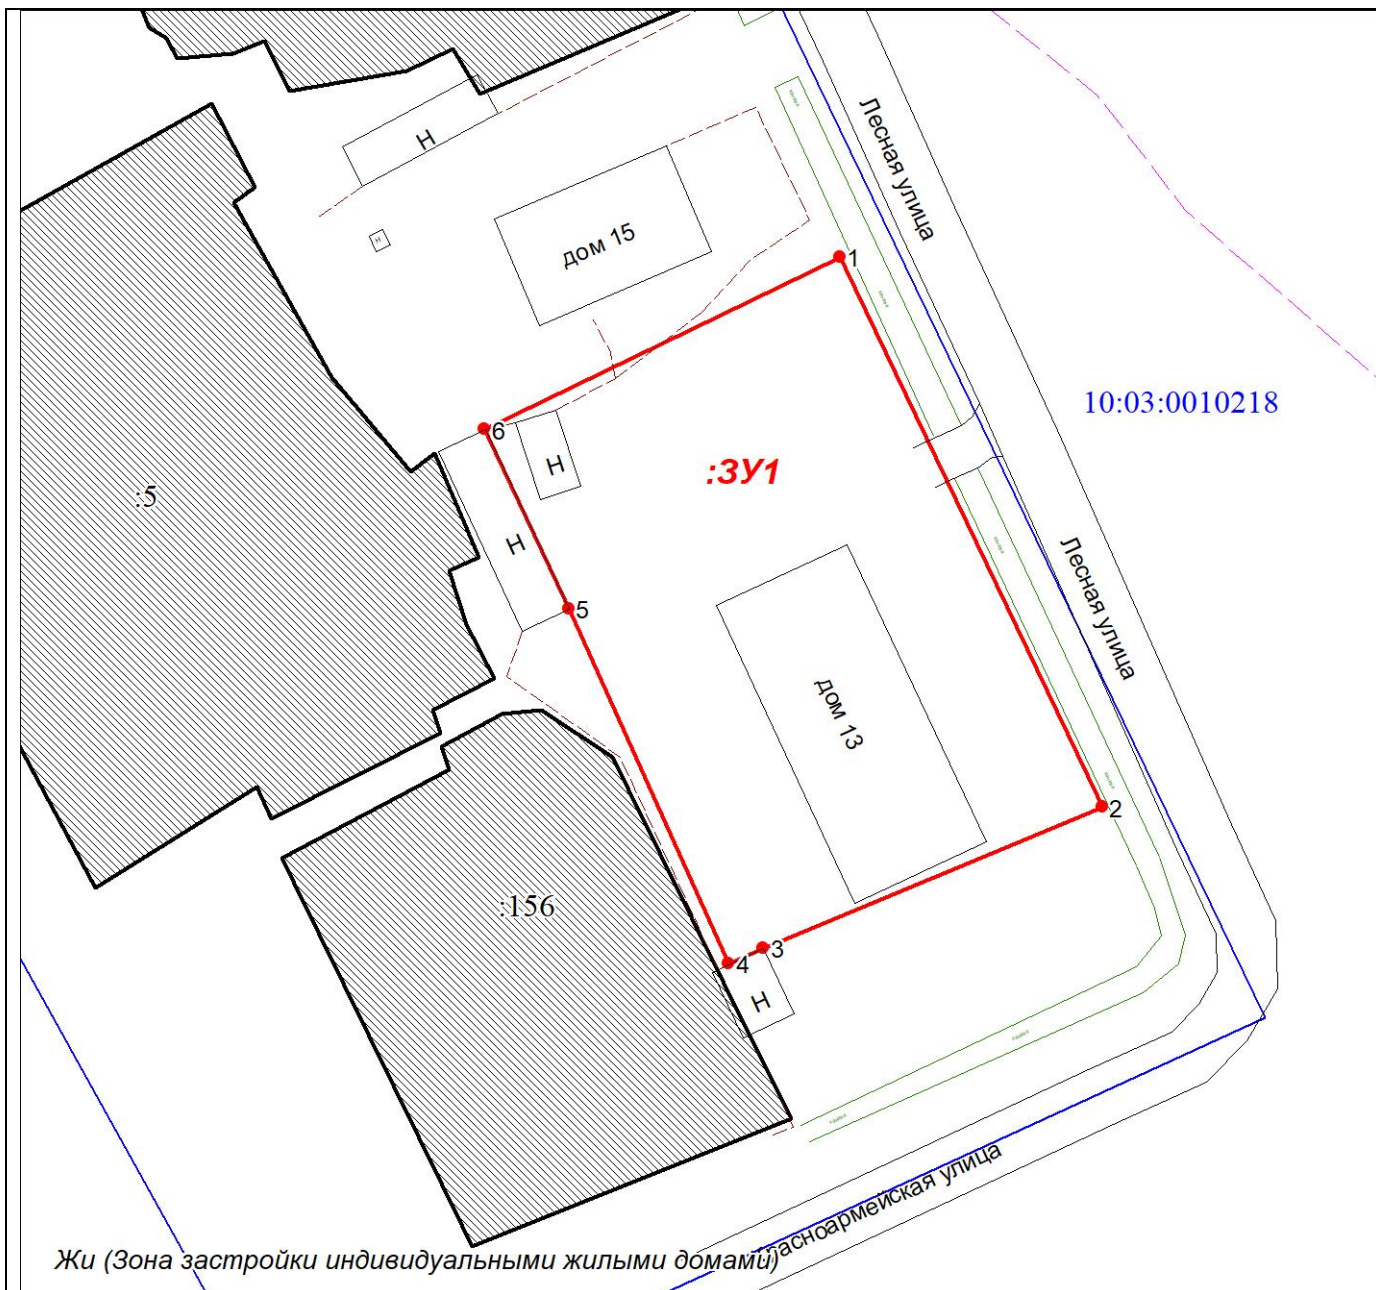 Н
Лесная улица
Н
дом 15
1
10:03:0010218
6
Н
:ЗУ1
:5
Н
Лесная улица
5
дом 13
2
:156
3
4
Н
расноармейская улица
Жи (Зона застройки индивидуальными жилыми домами)